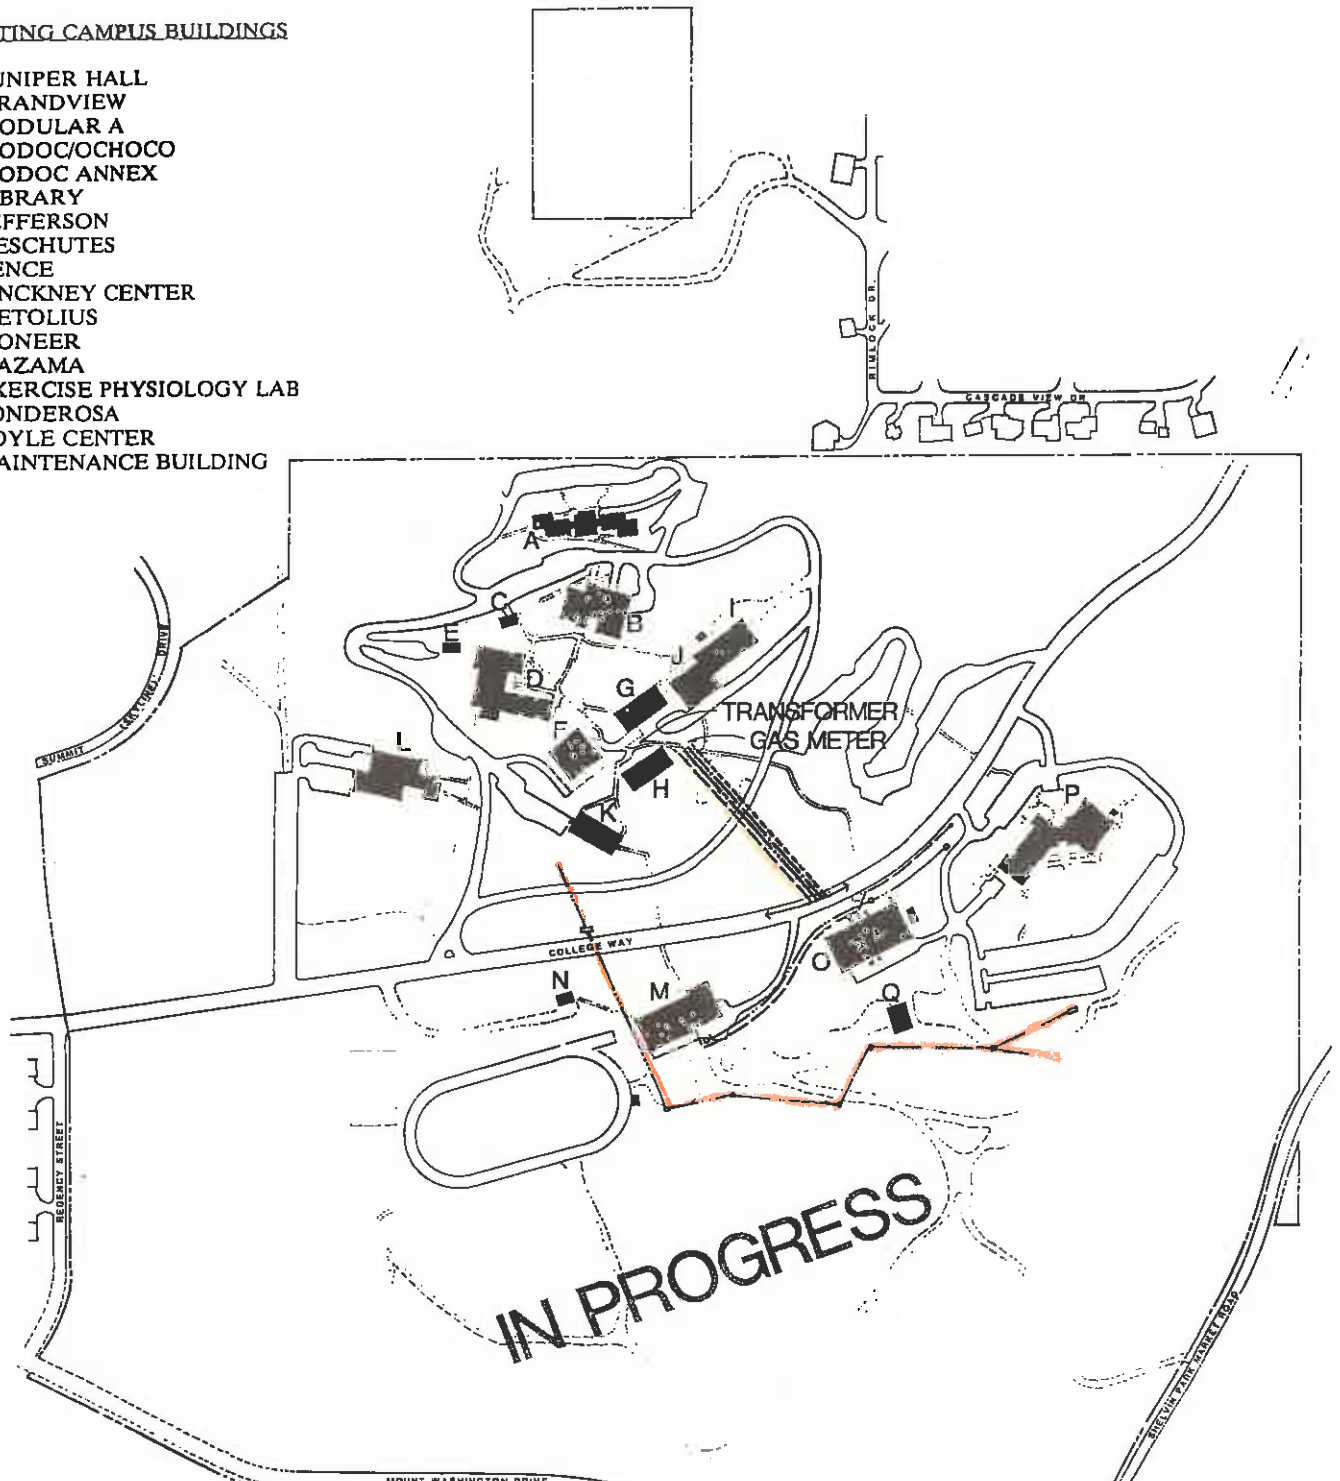 TING CAMPUS BUILDINGS
UNIPER HALL
RANDVIEW
ODULAR A
ODOC/OCHOCO
ODOC ANNEX
BRARY
EFFERSON
ESCHUTES
ENCE
NCKNEY CENTER
ETOLIUS
ONEER
AZAMA
XERCISE PHYSIOLOGY LAB
ONDEROSA
OYLE CENTER
AINTENANCE BUILDING
RIMLOCK DR.
CASCADE VIEW DR
A
C
B
E
I
J
D
G
TRANSFORMER
GAS METER
F
L
H
K
P
SUMMIT
(SKYLINE)
DRIVE
COLLEGE WAY
O
N
M
Q
REGENCY STREET
IN PROGRESS
SHELVIN PARK MARKET ROAD
MOUNT WASHINGTON DRIVE